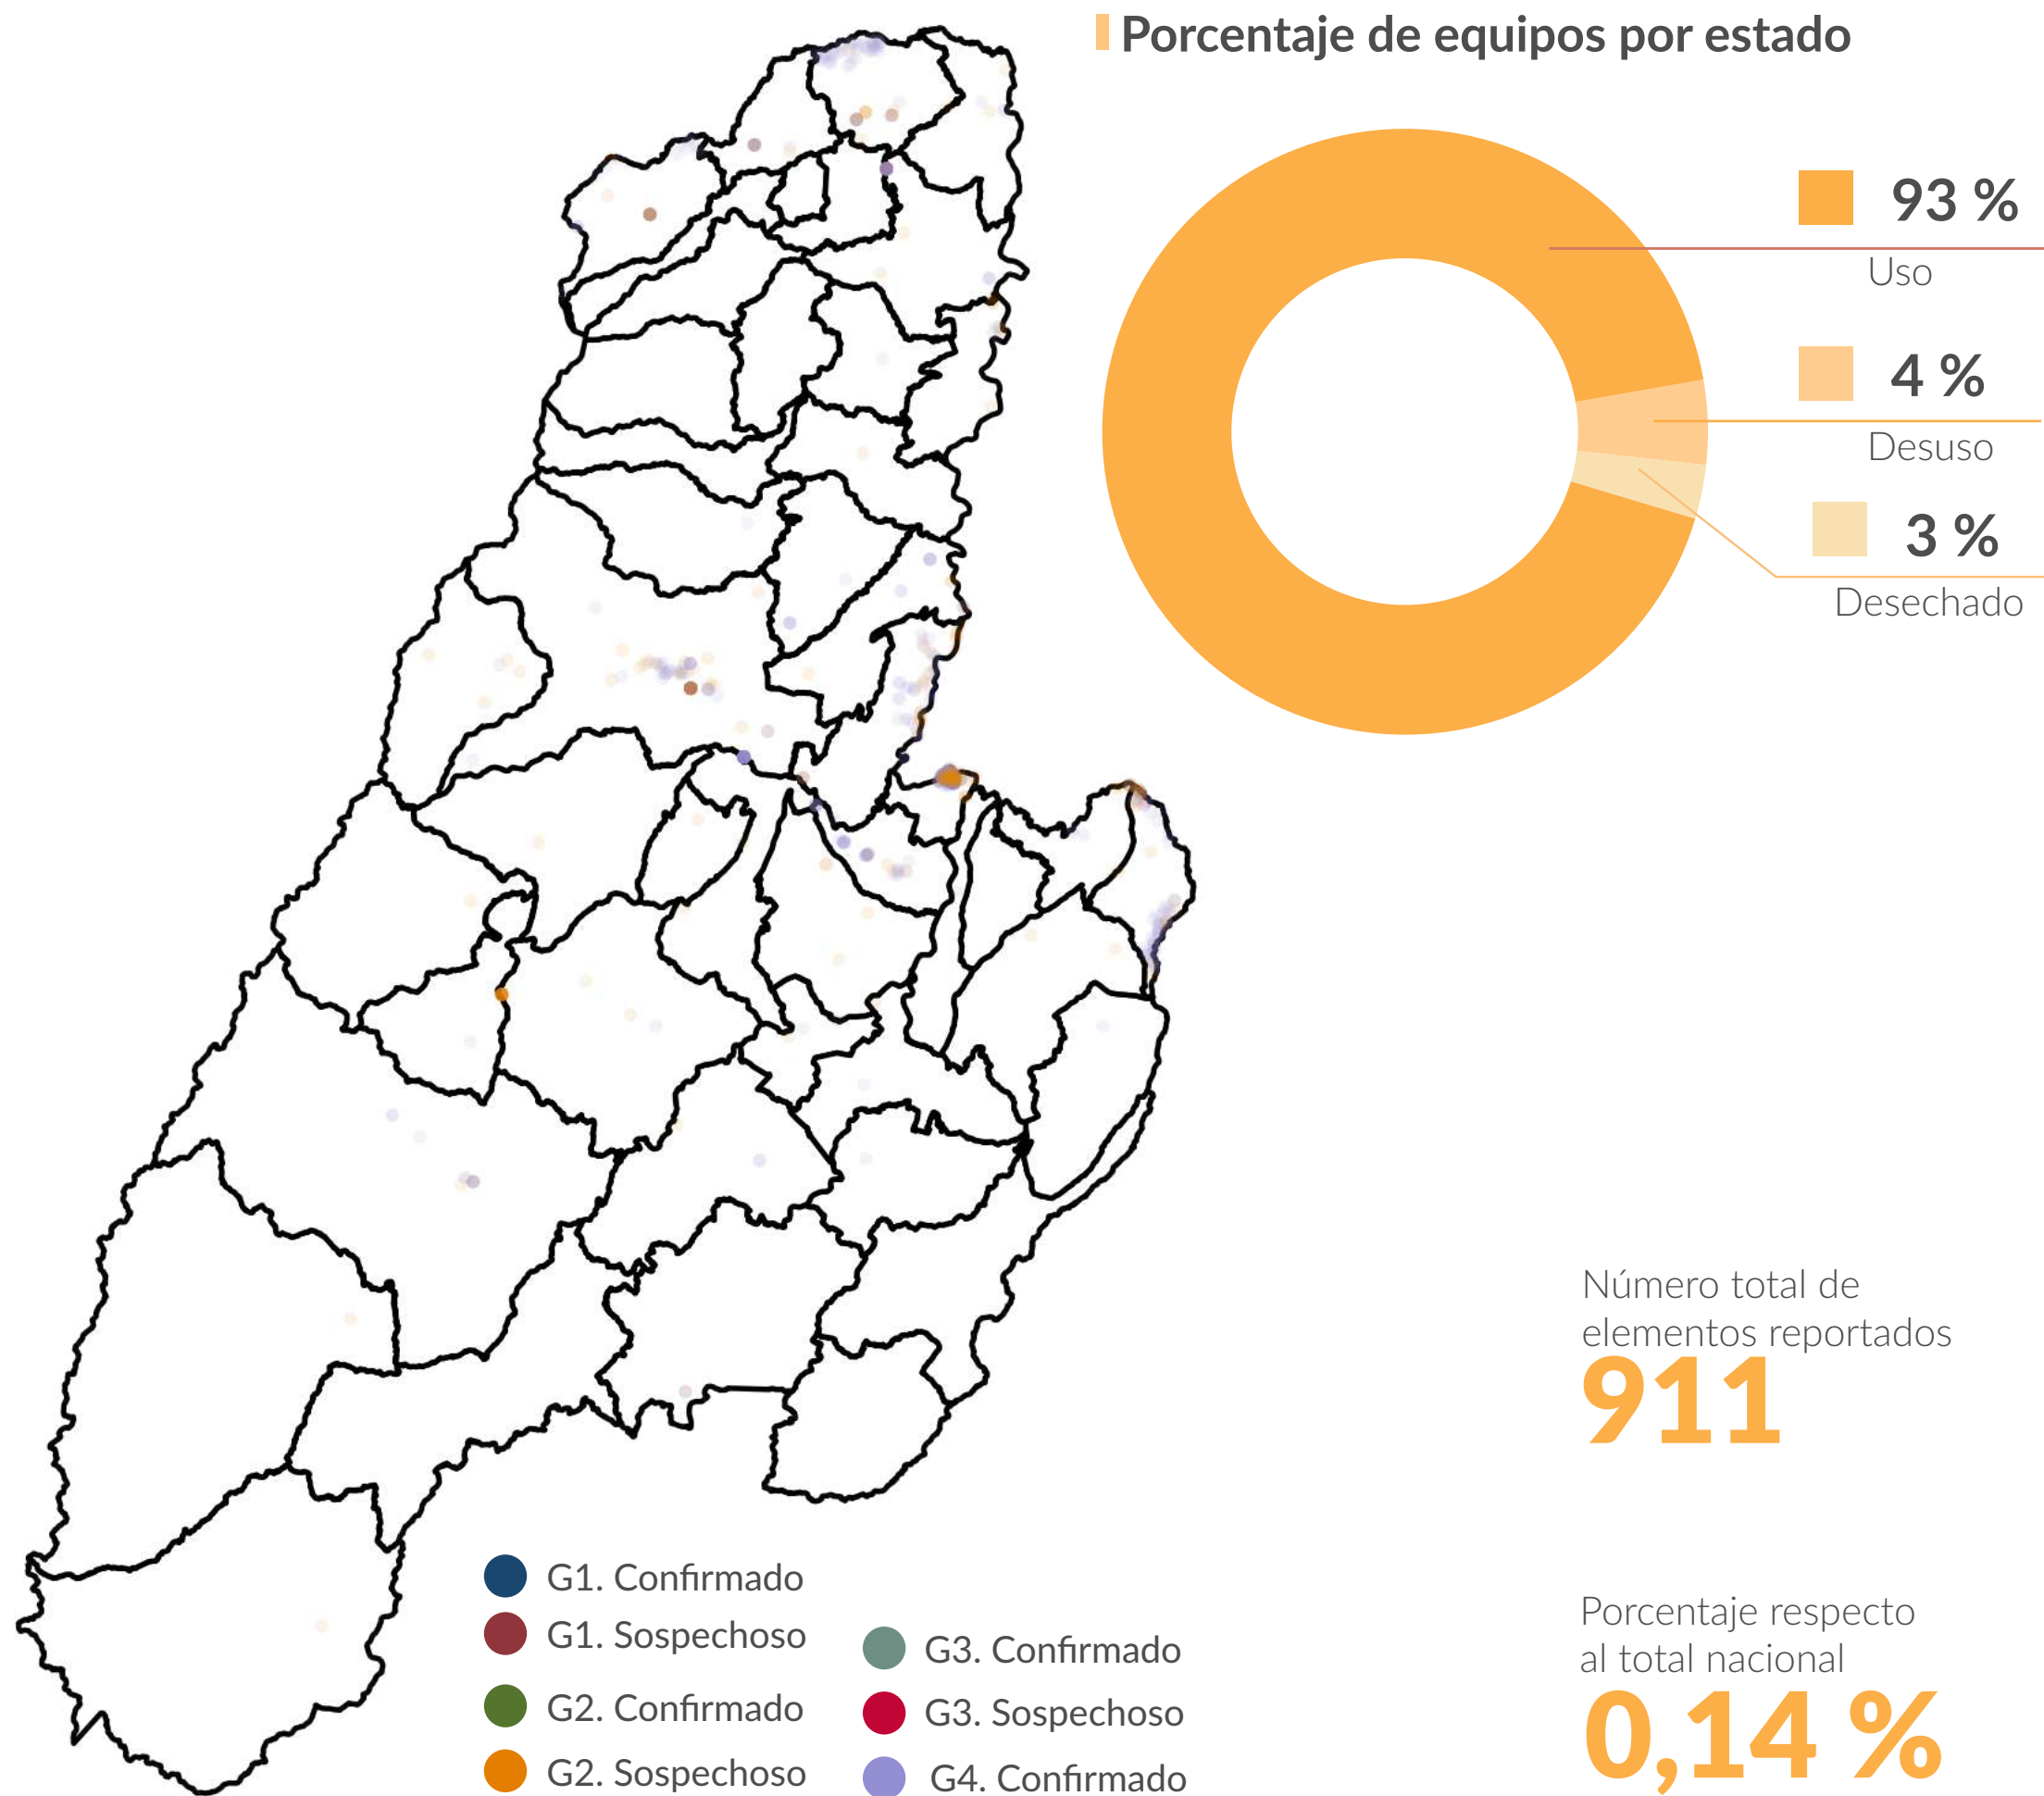 Porcentaje de equipos por estado
93 %
Uso
4 %
Desuso
3 %
Desechado
Número total de
elementos reportados
911
Porcentaje respecto
al total nacional
0,14 %
G1. Confirmado
G1. Sospechoso
G2. Confirmado
G2. Sospechoso
G3. Confirmado
G3. Sospechoso
G4. Confirmado